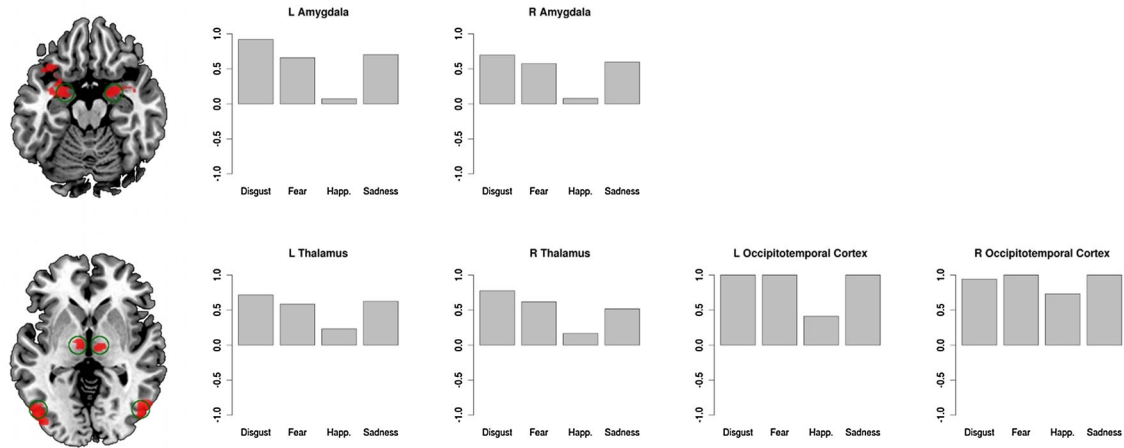 L Amygdala
1.0
0.5
0.0
-0.5
-1.0
Disgust Fear Happ. Sadness
R Amygdala
1.0
0.5
0.0
-0.5
-1.0
Disgust Fear Happ. Sadness
L Thalamus
1.0
0.5
0.0
-0.5
-1.0
Disgust Fear Happ. Sadness
R Thalamus
1.0
0.5
0.0
-0.5
-1.0
Disgust Fear Happ. Sadness
L Occipitotemporal Cortex
1.0
0.5
0.0
-0.5
-1.0
Disgust Fear Happ. Sadness
R Occipitotemporal Cortex
1.0
0.5
0.0
-0.5
-1.0
Disgust Fear Happ. Sadness